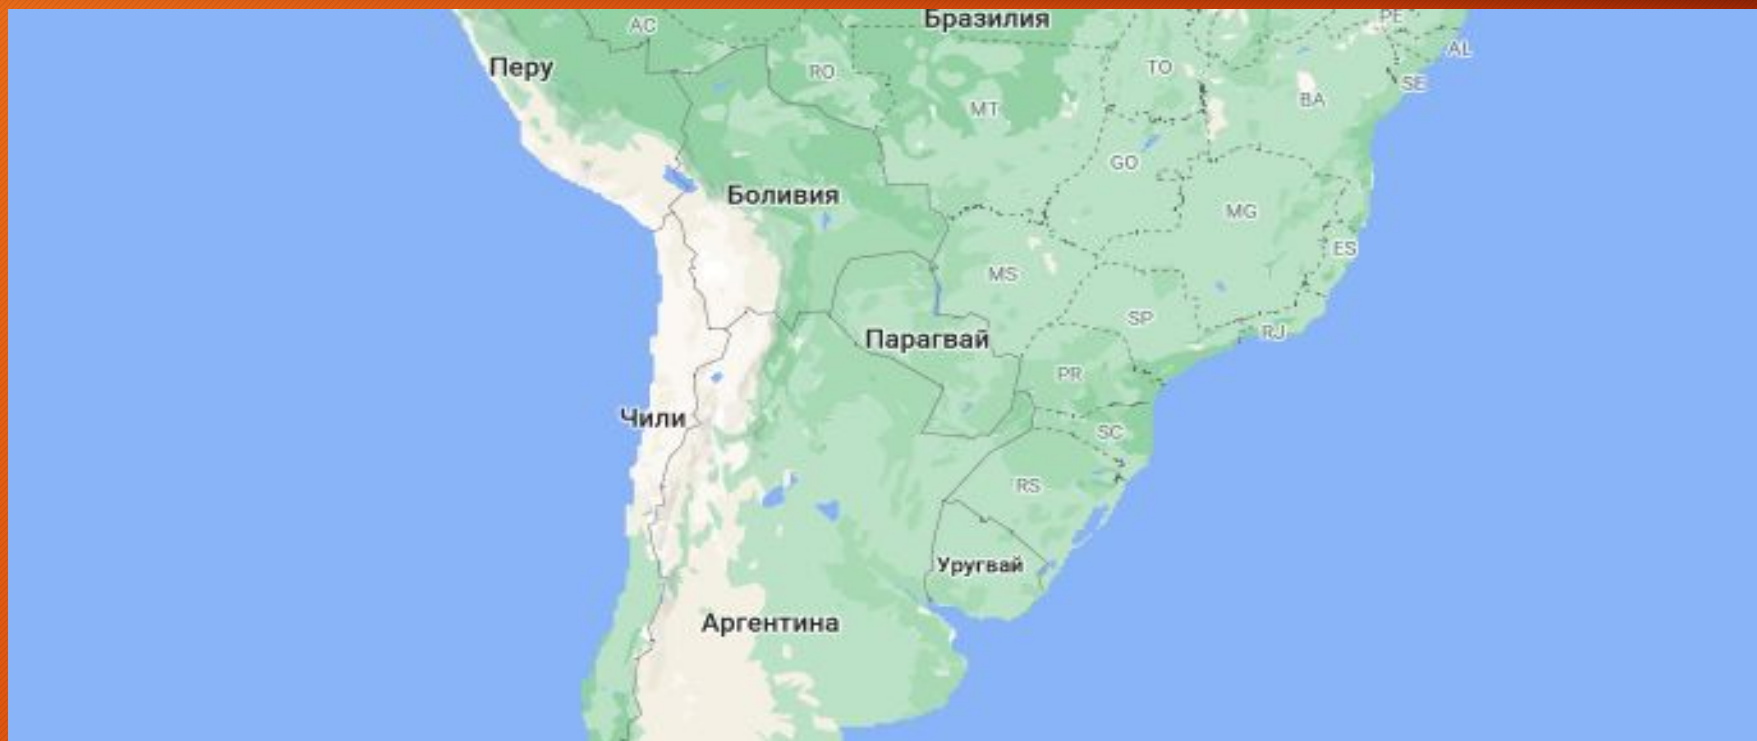 Бразилия
PE
AC
AL
Перу
RO
TO
SE
MT
BA
GO
Боливия
MG
ES
MS
SP
RJ
Парагвай
PR
Чили
SC
RS
Уругвай
Аргентина